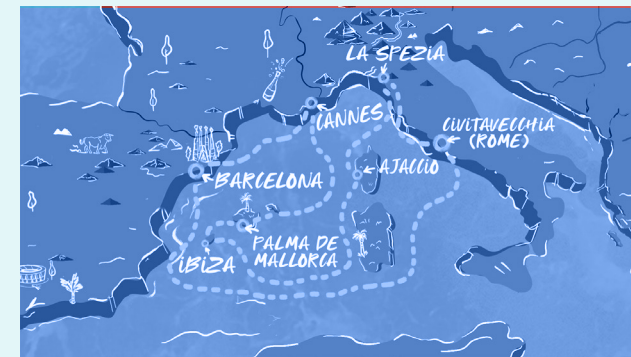 LA SPEZIA
CANNES
CIVITAVECCHIA
(ROME)
AJACCIO
BARCELONA
PALMA DE
MALLORCA
IBIZA